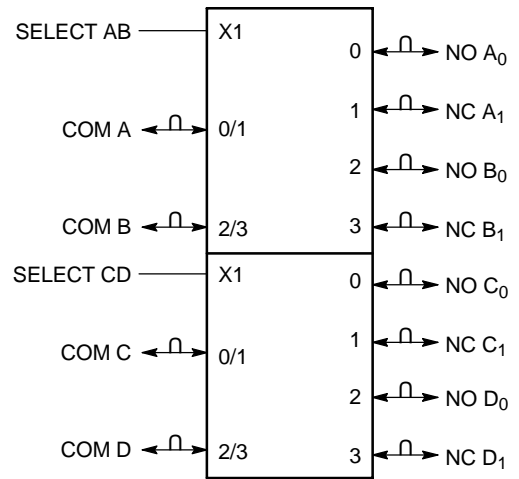 SELECT AB X1
0 NO A0
1 NC A1
COM A 0/1
2 NO B0
COM B 2/3 3 NC B1
SELECT CD X1
0 NO C0
1 NC C1
COM C 0/1
2 NO D0
COM D 2/3 3 NC D1